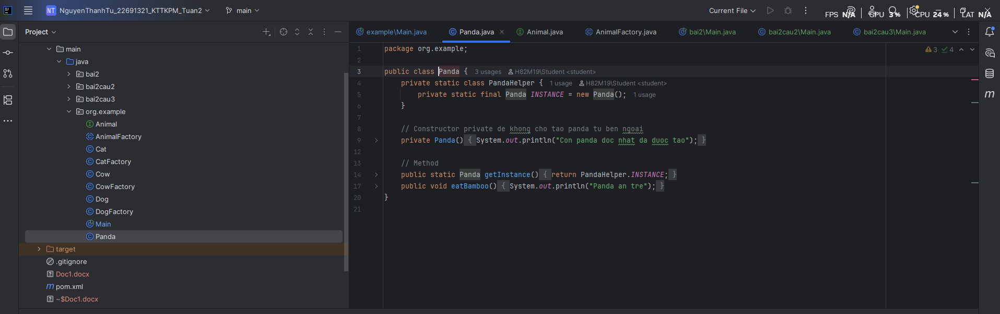 NT NguyenThanhTu_22691321_KTTKPM_Tuan2 main Current File FPS N/A GPU 3 % CPU 24 % LAT N/A
Project
example\Main.java Panda.java Animal.java AnimalFactory.java bai2\Main.java bai2cau2\Main.java bai2cau3\Main.java
main
java
bai2
bai2cau2
bai2cau3
org.example
Animal
AnimalFactory
Cat
CatFactory
Cow
CowFactory
Dog
DogFactory
Main
Panda
target
.gitignore
Doc1.docx
m pom.xml
~$Doc1.docx
3 4
1 package org.example;
2
3 public class Panda { 3 usages H82M19\Student <student>
4 private static class PandaHelper { 1 usage H82M19\Student <student>
5 private static final Panda INSTANCE = new Panda(); 1 usage
6 }
7
8 // Constructor private de khong cho tao panda tu ben ngoai
9 private Panda() { System.out.println("Con panda doc nhat da duoc tao"); }
12
13 // Method
14 public static Panda getInstance() { return PandaHelper.INSTANCE; }
17 public void eatBamboo() { System.out.println("Panda an tre"); }
20 }
21
m